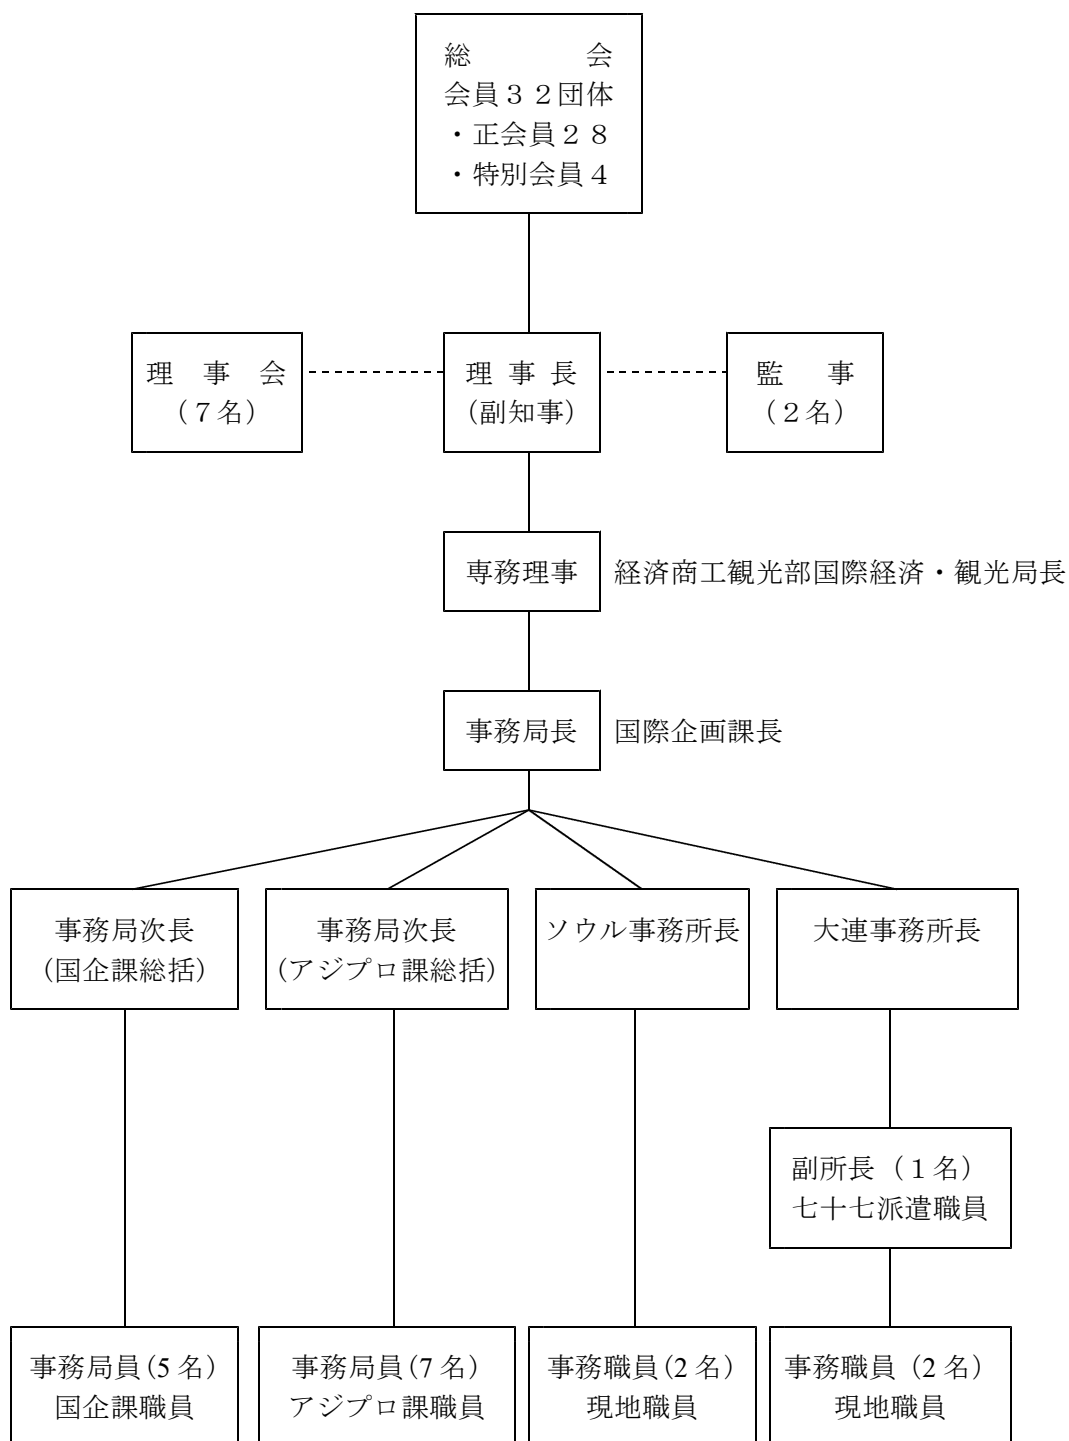 総　　　　会
会員３２団体
・正会員２８
・特別会員４
理　事　会
（７名）
理 事 長
（副知事）
監　　事
（２名）
専務理事
経済商工観光部国際経済・観光局長
事務局長
国際企画課長
事務局次長
（国企課総括）
事務局次長
（アジプロ課総括）
ソウル事務所長
大連事務所長
副所長（１名）
七十七派遣職員
事務局員（5 名）
国企課職員
事務局員（7 名）
アジプロ課職員
事務職員（2 名）
現地職員
事務職員（2 名）
現地職員